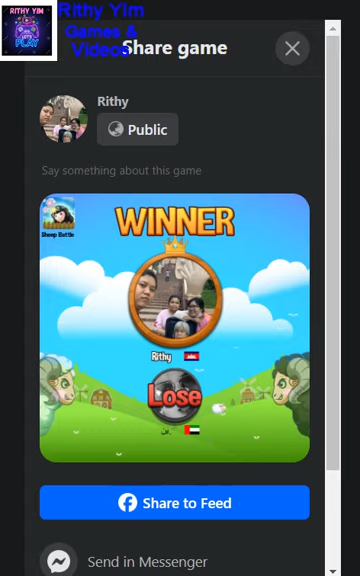 RITHY YIM
LET'S
PLAY
Rithy Yim
Games &
Videos
Share game
Rithy
Public
Say something about this game
Sheep Battle
WINNER
Rithy
Lose
Share to Feed
Send in Messenger